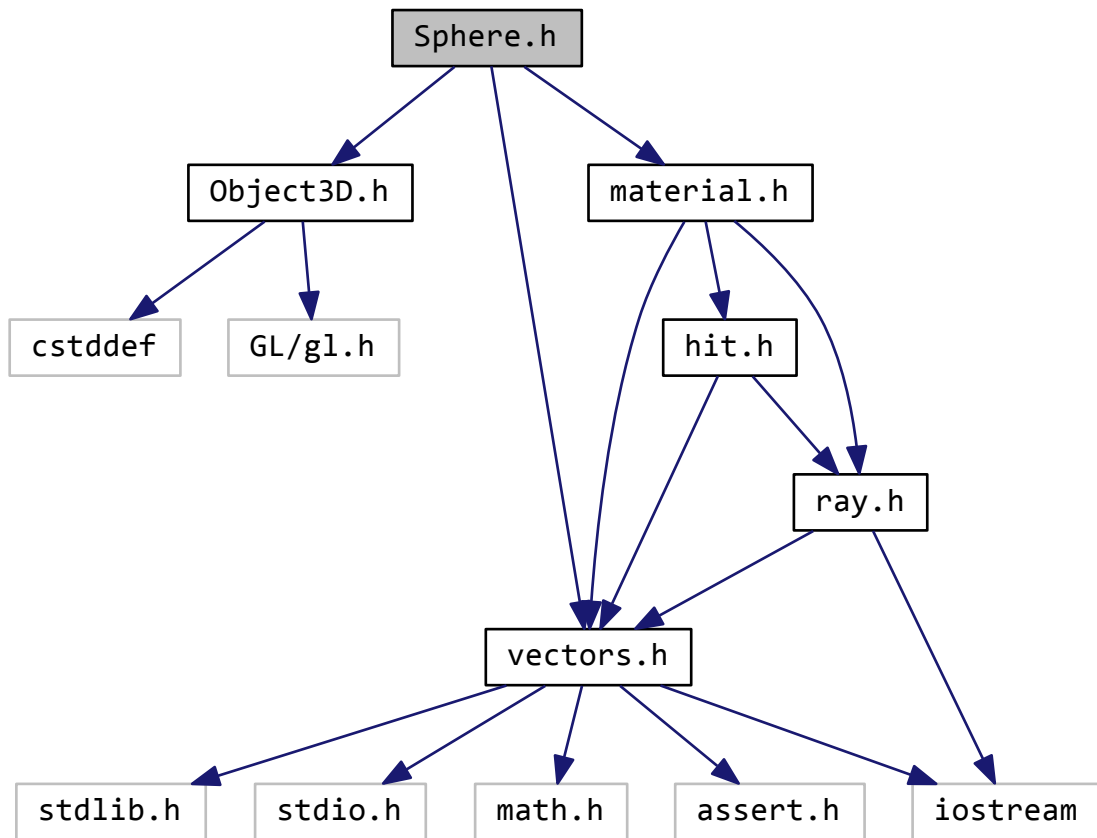 Sphere.h
Object3D.h
material.h
cstddef
GL/gl.h
hit.h
ray.h
vectors.h
stdlib.h
stdio.h
math.h
assert.h
iostream